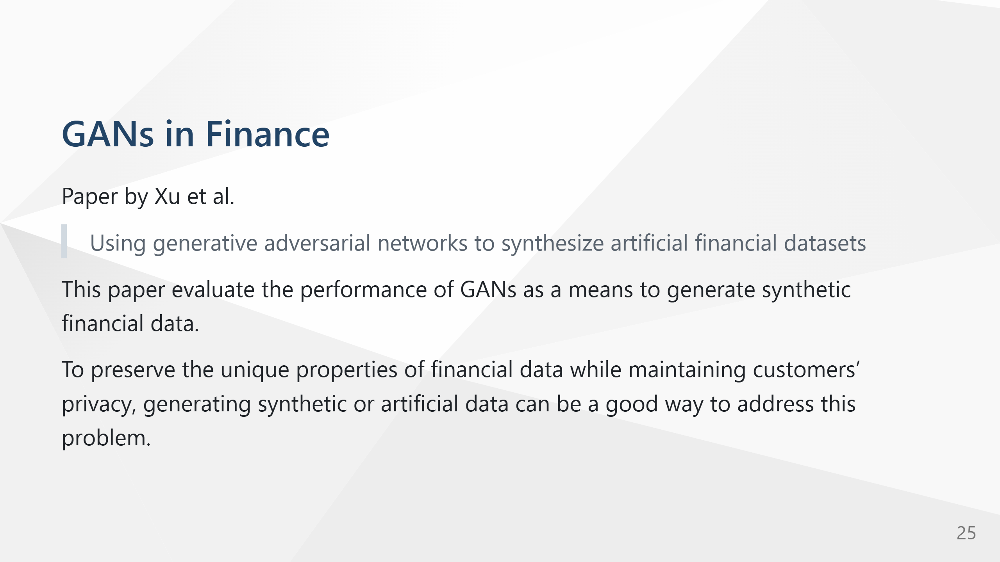 GANs in Finance
Paper by Xu et al.
Using generative adversarial networks to synthesize artificial financial datasets
This paper evaluate the performance of GANs as a means to generate synthetic
financial data.
To preserve the unique properties of financial data while maintaining customers’
privacy, generating synthetic or artificial data can be a good way to address this
problem.
25